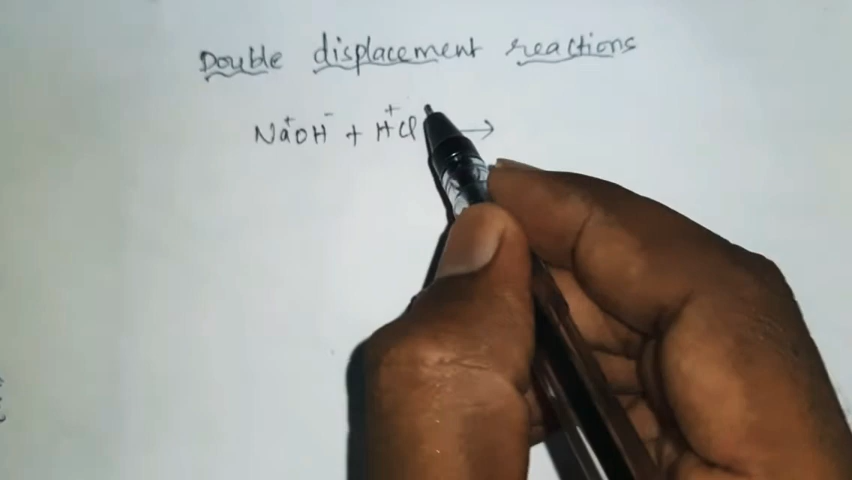 Double displacement reactions
Na⁺OH⁻ + H⁺Cl →